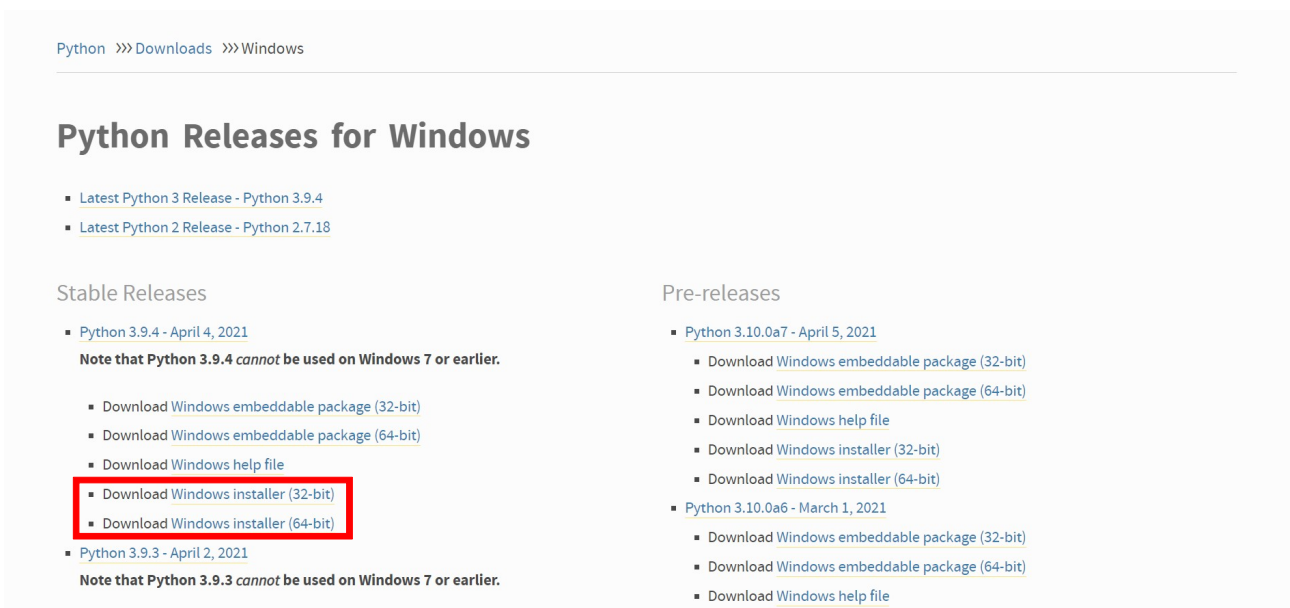 Python >>> Downloads >>> Windows
Python Releases for Windows
Latest Python 3 Release - Python 3.9.4
Latest Python 2 Release - Python 2.7.18
Stable Releases
Python 3.9.4 - April 4, 2021
Note that Python 3.9.4 cannot be used on Windows 7 or earlier.
Download Windows embeddable package (32-bit)
Download Windows embeddable package (64-bit)
Download Windows help file
Download Windows installer (32-bit)
Download Windows installer (64-bit)
Python 3.9.3 - April 2, 2021
Note that Python 3.9.3 cannot be used on Windows 7 or earlier.
Pre-releases
Python 3.10.0a7 - April 5, 2021
Download Windows embeddable package (32-bit)
Download Windows embeddable package (64-bit)
Download Windows help file
Download Windows installer (32-bit)
Download Windows installer (64-bit)
Python 3.10.0a6 - March 1, 2021
Download Windows embeddable package (32-bit)
Download Windows embeddable package (64-bit)
Download Windows help file